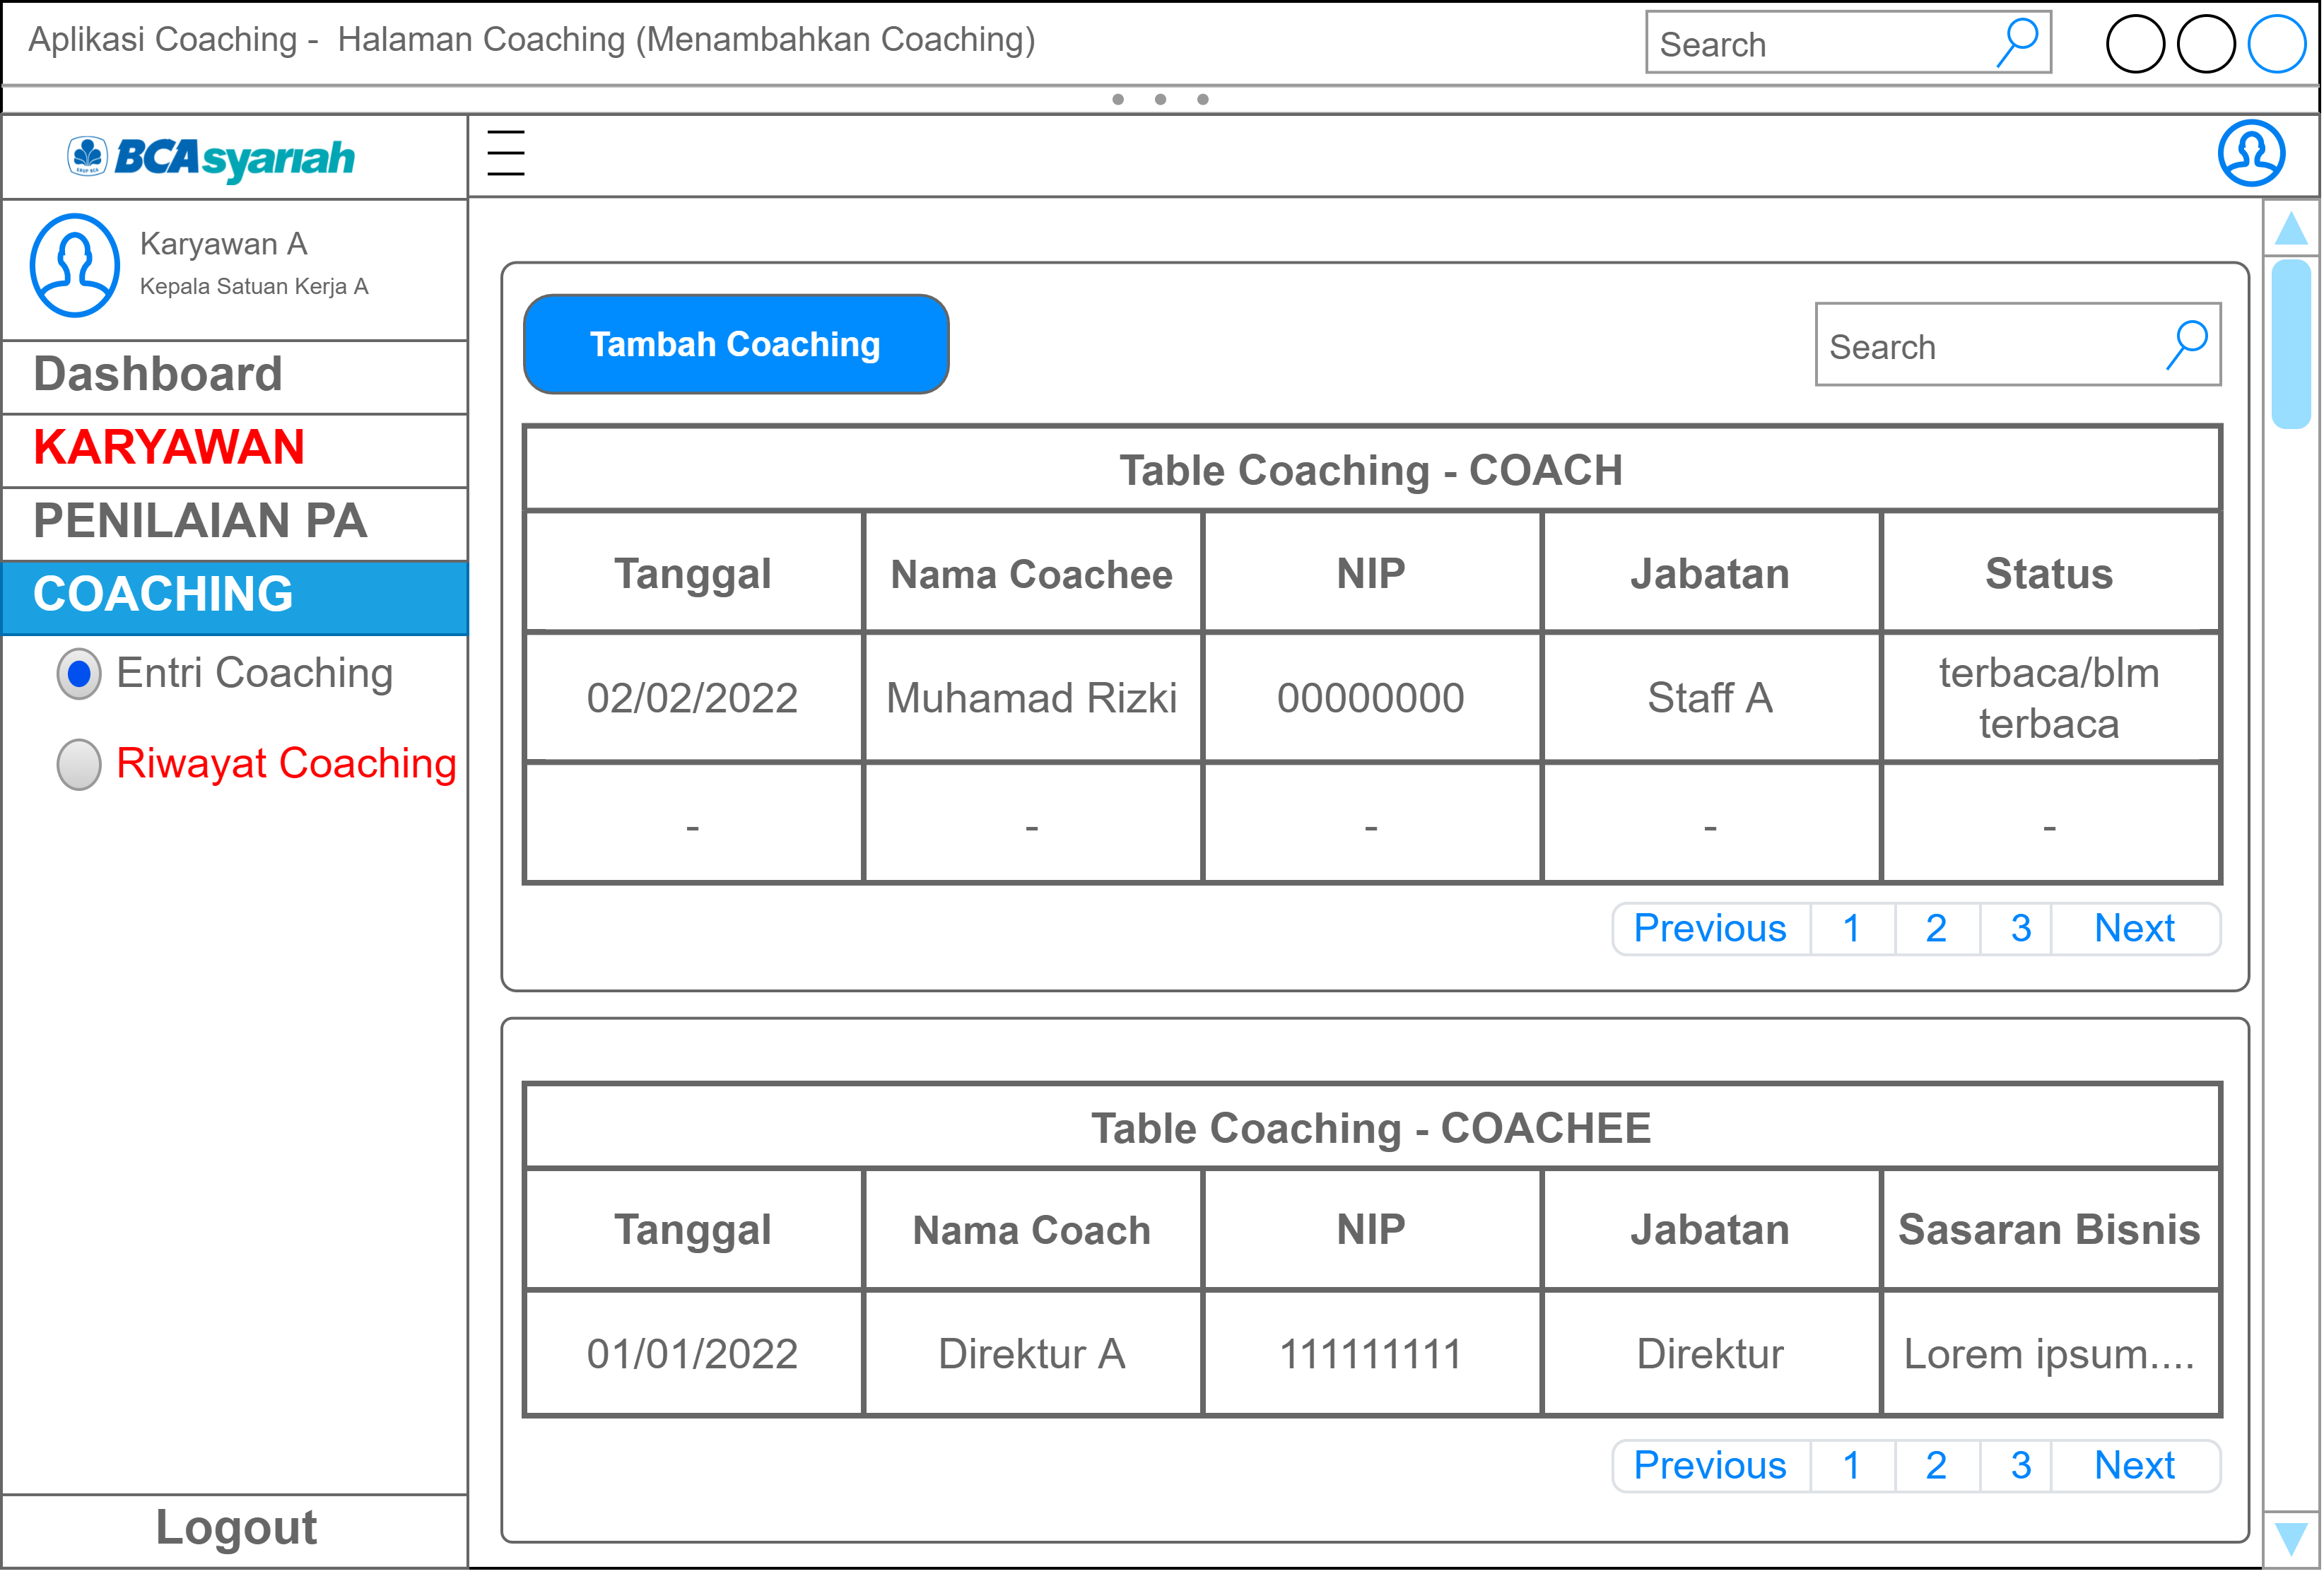 Aplikasi Coaching -  Halaman Coaching (Menambahkan Coaching)
Search
BCAsyariah
Karyawan A
Kepala Satuan Kerja A
Dashboard
KARYAWAN
PENILAIAN PA
COACHING
Entri Coaching
Riwayat Coaching
Logout
Tambah Coaching
Search
Table Coaching - COACH
Tanggal Nama Coachee NIP Jabatan Status
02/02/2022 Muhamad Rizki 00000000 Staff A terbaca/blm
terbaca
- - - - -
Previous 1 2 3 Next
Table Coaching - COACHEE
Tanggal Nama Coach NIP Jabatan Sasaran Bisnis
01/01/2022 Direktur A 111111111 Direktur Lorem ipsum....
Previous 1 2 3 Next